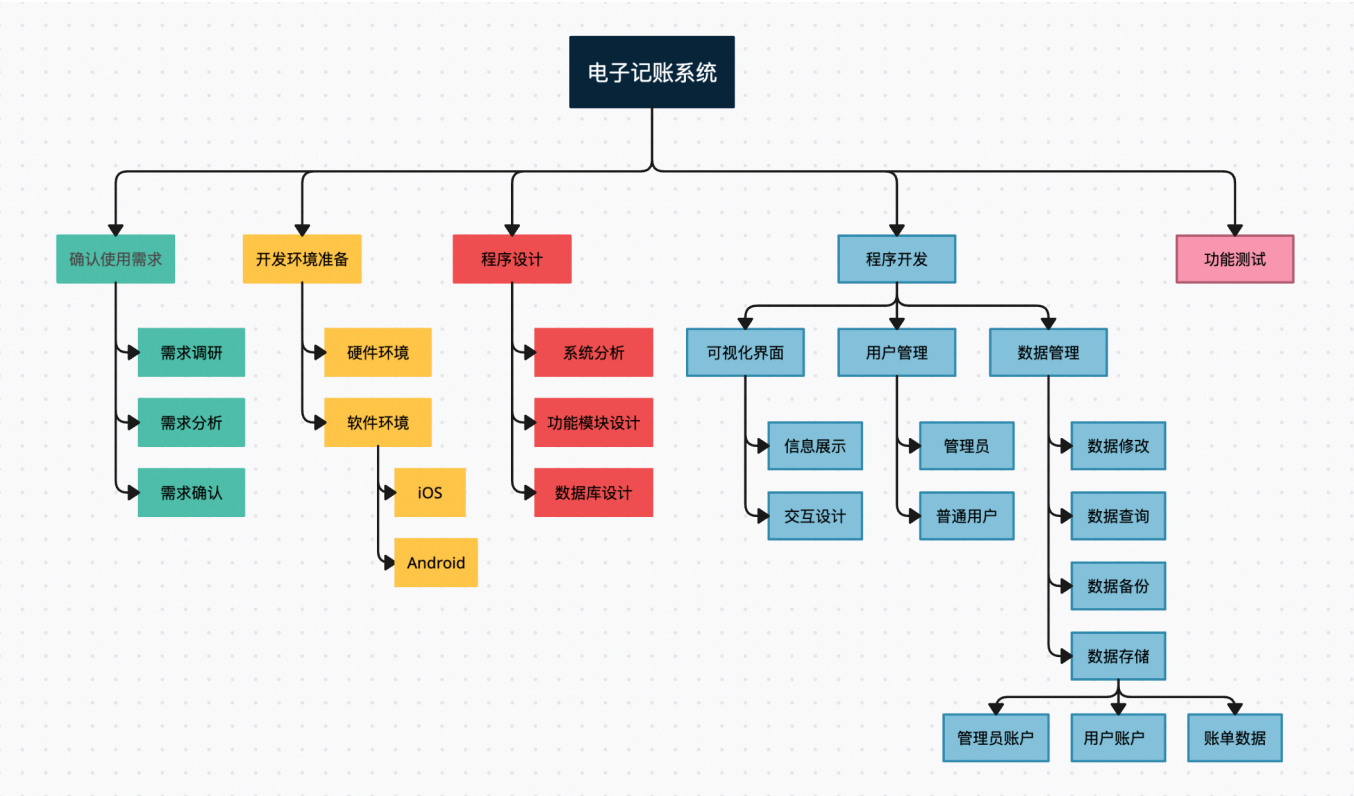 电子记账系统
确认使用需求
开发环境准备
程序设计
程序开发
功能测试
需求调研
硬件环境
系统分析
可视化界面
用户管理
数据管理
需求分析
软件环境
功能模块设计
信息展示
管理员
数据修改
需求确认
iOS
数据库设计
交互设计
普通用户
数据查询
Android
数据备份
数据存储
管理员账户
用户账户
账单数据